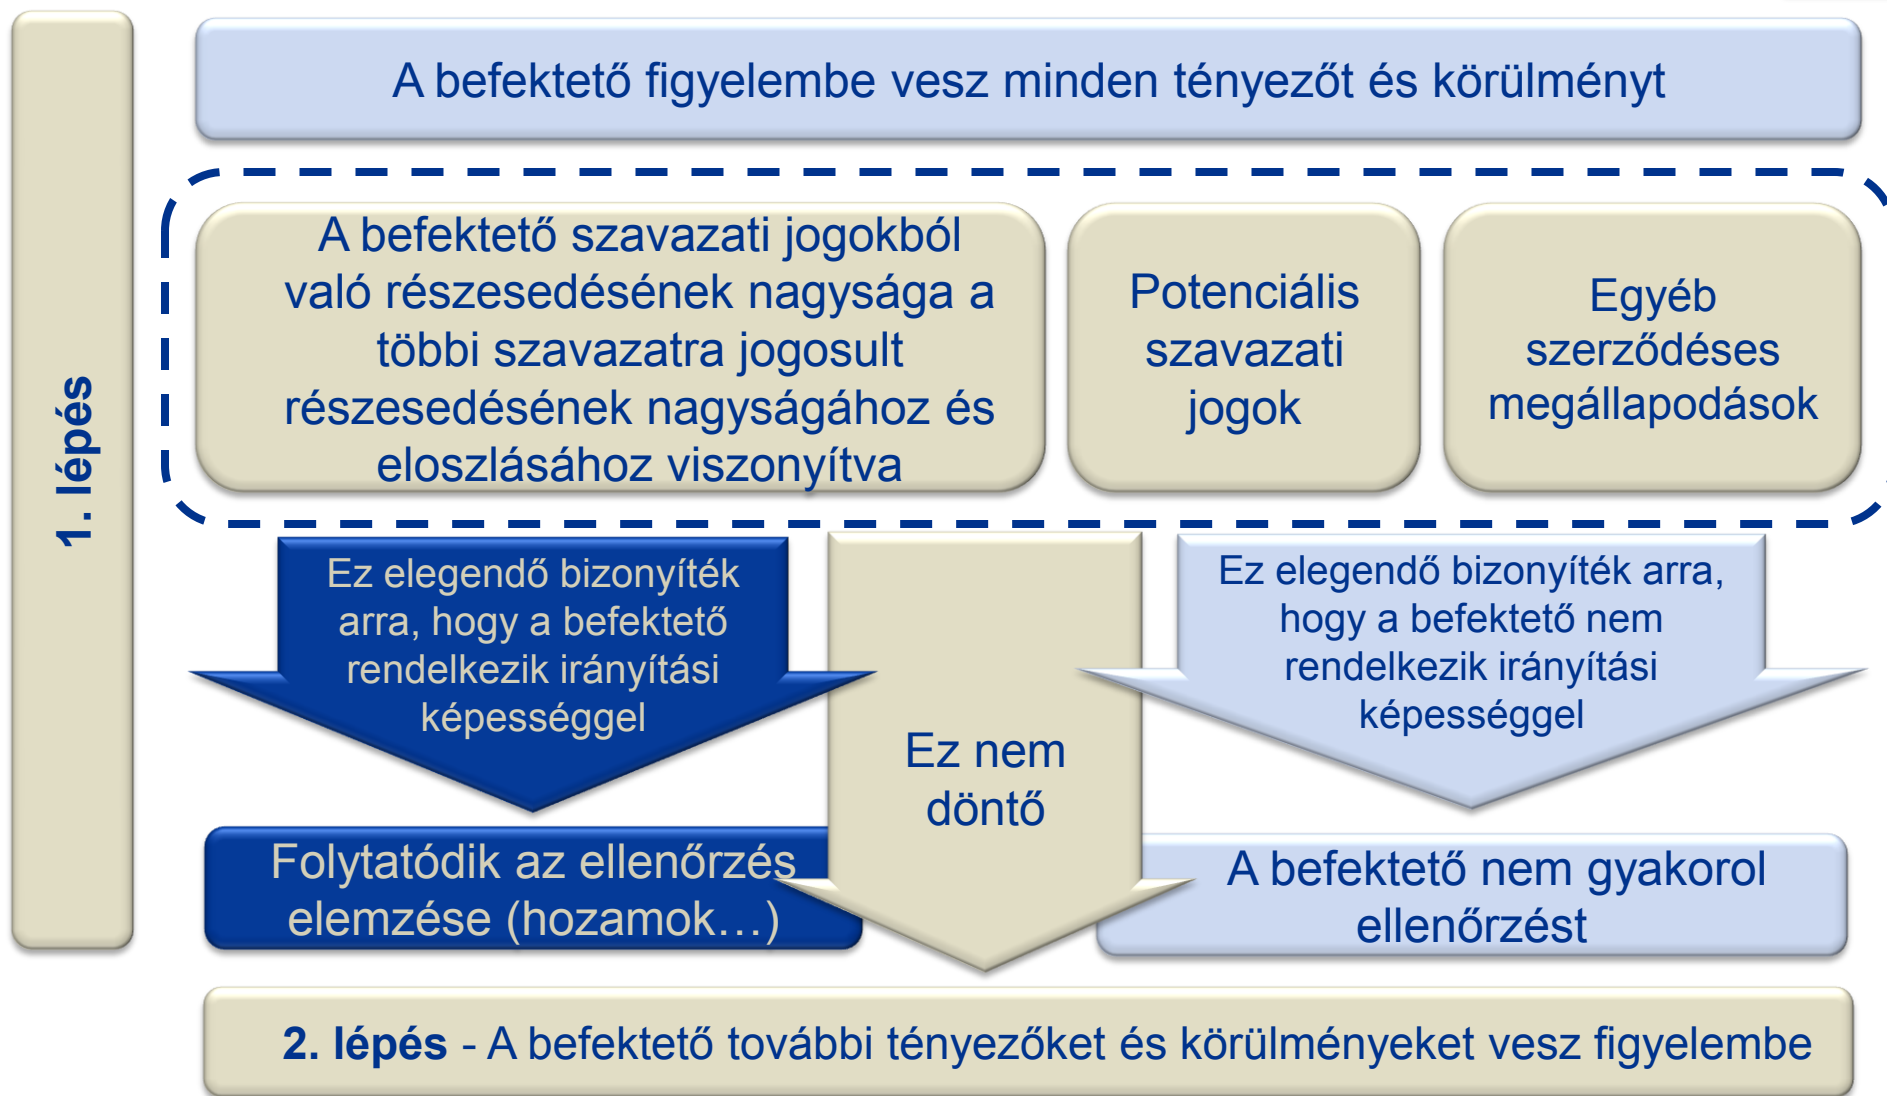 1. lépés
A befektető figyelembe vesz minden tényezőt és körülményt
A befektető szavazati jogokból
való részesedésének nagysága a
többi szavazatra jogosult
részesedésének nagyságához és
eloszlásához viszonyítva
Potenciális
szavazati
jogok
Egyéb
szerződéses
megállapodások
Ez elegendő bizonyíték
arra, hogy a befektető
rendelkezik irányítási
képességgel
Ez nem
döntő
Ez elegendő bizonyíték arra,
hogy a befektető nem
rendelkezik irányítási
képességgel
Folytatódik az ellenőrzés
elemzése (hozamok…)
A befektető nem gyakorol
ellenőrzést
2. lépés - A befektető további tényezőket és körülményeket vesz figyelembe